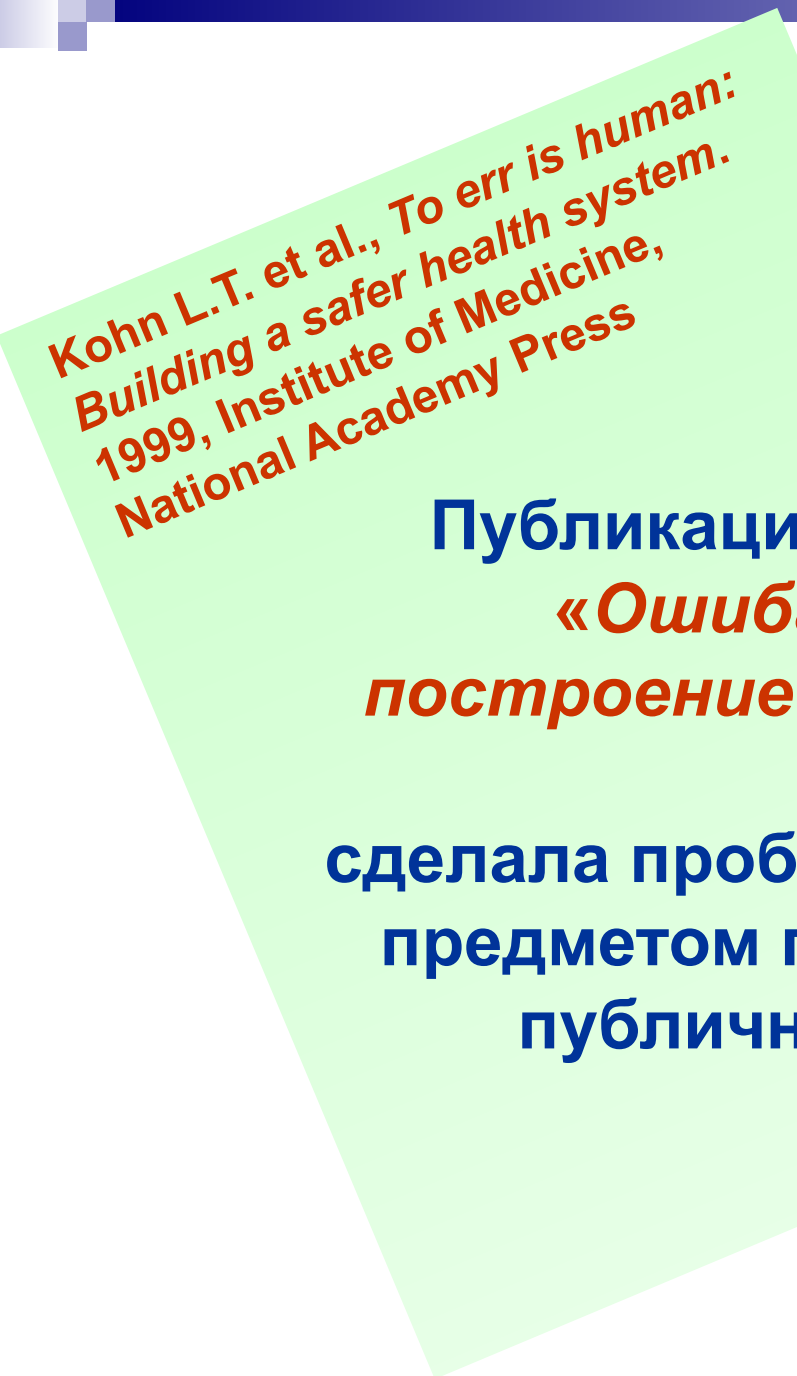 Kohn L.T. et al., To err is human:
Building a safer health system.
1999, Institute of Medicine,
National Academy Press
Публикаци
«Ошиб
построение
сделала проб
предметом п
публичн